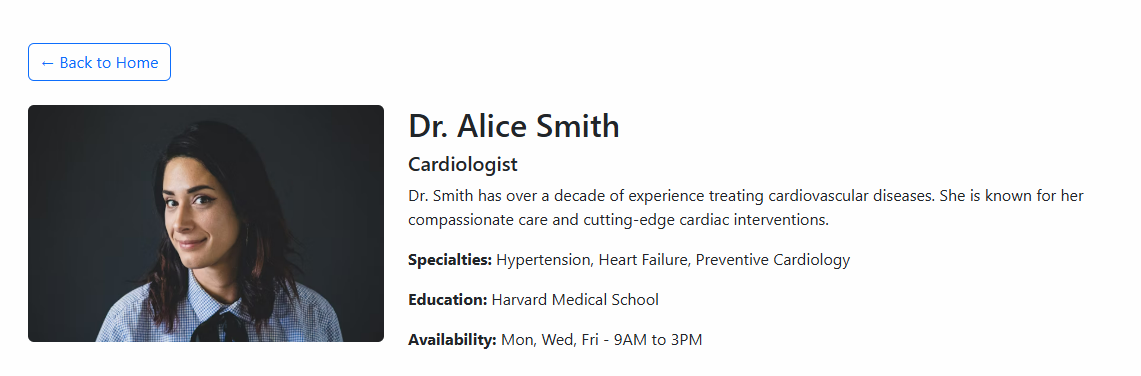 ← Back to Home
Dr. Alice Smith
Cardiologist
Dr. Smith has over a decade of experience treating cardiovascular diseases. She is known for her
compassionate care and cutting-edge cardiac interventions.
Specialties: Hypertension, Heart Failure, Preventive Cardiology
Education: Harvard Medical School
Availability: Mon, Wed, Fri - 9AM to 3PM